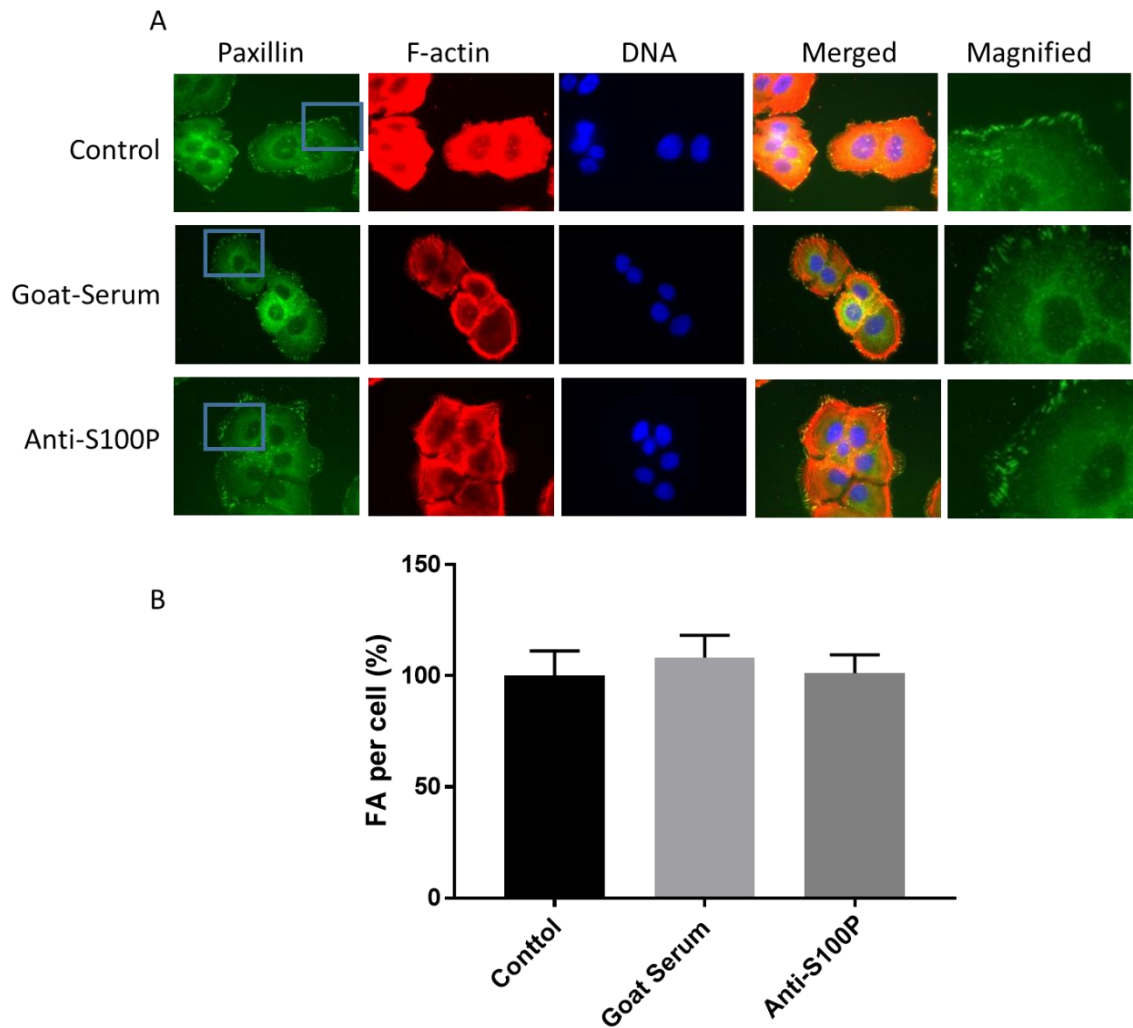 A
Paxillin F-actin DNA Merged Magnified
Control
Goat-Serum
Anti-S100P
B
FA per cell (%)
150
100
50
0
Conttol
Goat Serum
Anti-S100P